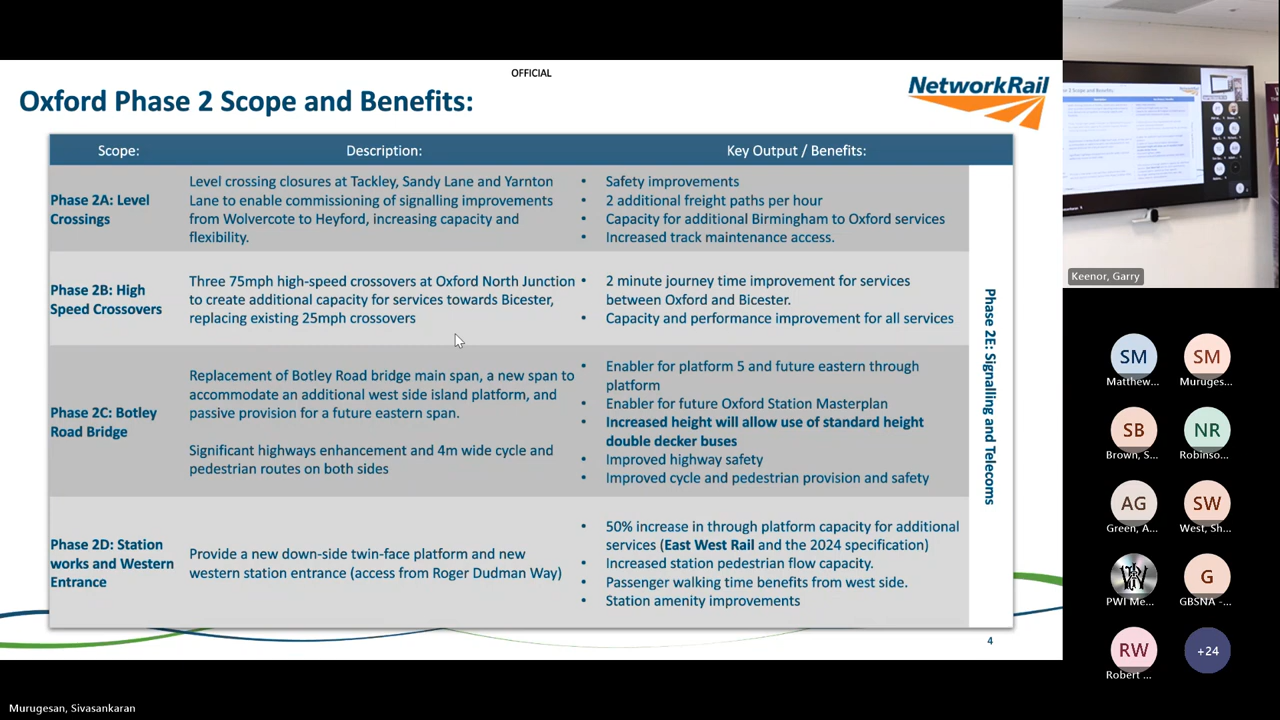 OFFICIAL
Oxford Phase 2 Scope and Benefits:
NetworkRail
Scope:
Description:
Key Output / Benefits:
Phase 2A: Level
Crossings
Level crossing closures at Tackley, Sandy Lane and Yarnton
Lane to enable commissioning of signalling improvements
from Wolvercote to Heyford, increasing capacity and
flexibility.
• Safety improvements
• 2 additional freight paths per hour
• Capacity for additional Birmingham to Oxford services
• Increased track maintenance access.
Phase 2B: High
Speed Crossovers
Three 75mph high-speed crossovers at Oxford North Junction
to create additional capacity for services towards Bicester,
replacing existing 25mph crossovers
• 2 minute journey time improvement for services
between Oxford and Bicester.
• Capacity and performance improvement for all services
Phase 2C: Botley
Road Bridge
Replacement of Botley Road bridge main span, a new span to
accommodate an additional west side island platform, and
passive provision for a future eastern span.
Significant highways enhancement and 4m wide cycle and
pedestrian routes on both sides
• Enabler for platform 5 and future eastern through
platform
• Enabler for future Oxford Station Masterplan
• Increased height will allow use of standard height
double decker buses
• Improved highway safety
• Improved cycle and pedestrian provision and safety
Phase 2D: Station
works and Western
Entrance
Provide a new down-side twin-face platform and new
western station entrance (access from Roger Dudman Way)
• 50% increase in through platform capacity for additional
services (East West Rail and the 2024 specification)
• Increased station pedestrian flow capacity.
• Passenger walking time benefits from west side.
• Station amenity improvements
Phase 2E: Signalling and Telecoms
4
Keenor, Garry
SM
Matthew...
SM
Muruges...
SB
Brown, S...
NR
Robinso...
AG
Green, A...
SW
West, Sh...
PWI Me...
G
GBSNA -...
RW
Robert ...
+24
Murugesan, Sivasankaran